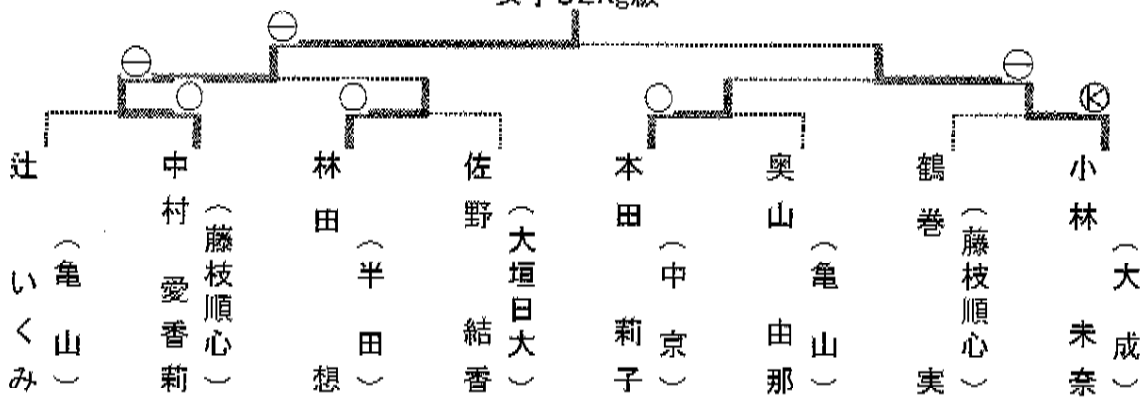 女子52kg級
Ⓚ
辻 いくみ
（亀山）
中村 愛香莉
（藤枝順心）
林田 想
（半田）
佐野 結香
（大垣日大）
本田 莉子
（中京）
奥山 由那
（亀山）
鶴巻 実
（藤枝順心）
小林 未奈
（大成）